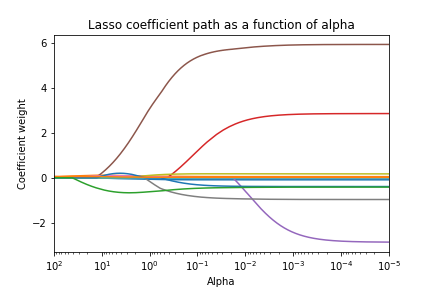 Lasso coefficient path as a function of alpha
Coefficient weight
6
4
2
0
−2
10² 10¹ 10⁰ 10⁻¹ 10⁻² 10⁻³ 10⁻⁴ 10⁻⁵
Alpha